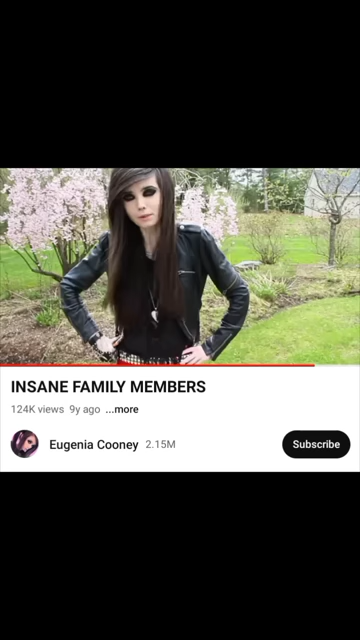 INSANE FAMILY MEMBERS
124K views 9y ago ...more
Eugenia Cooney 2.15M Subscribe